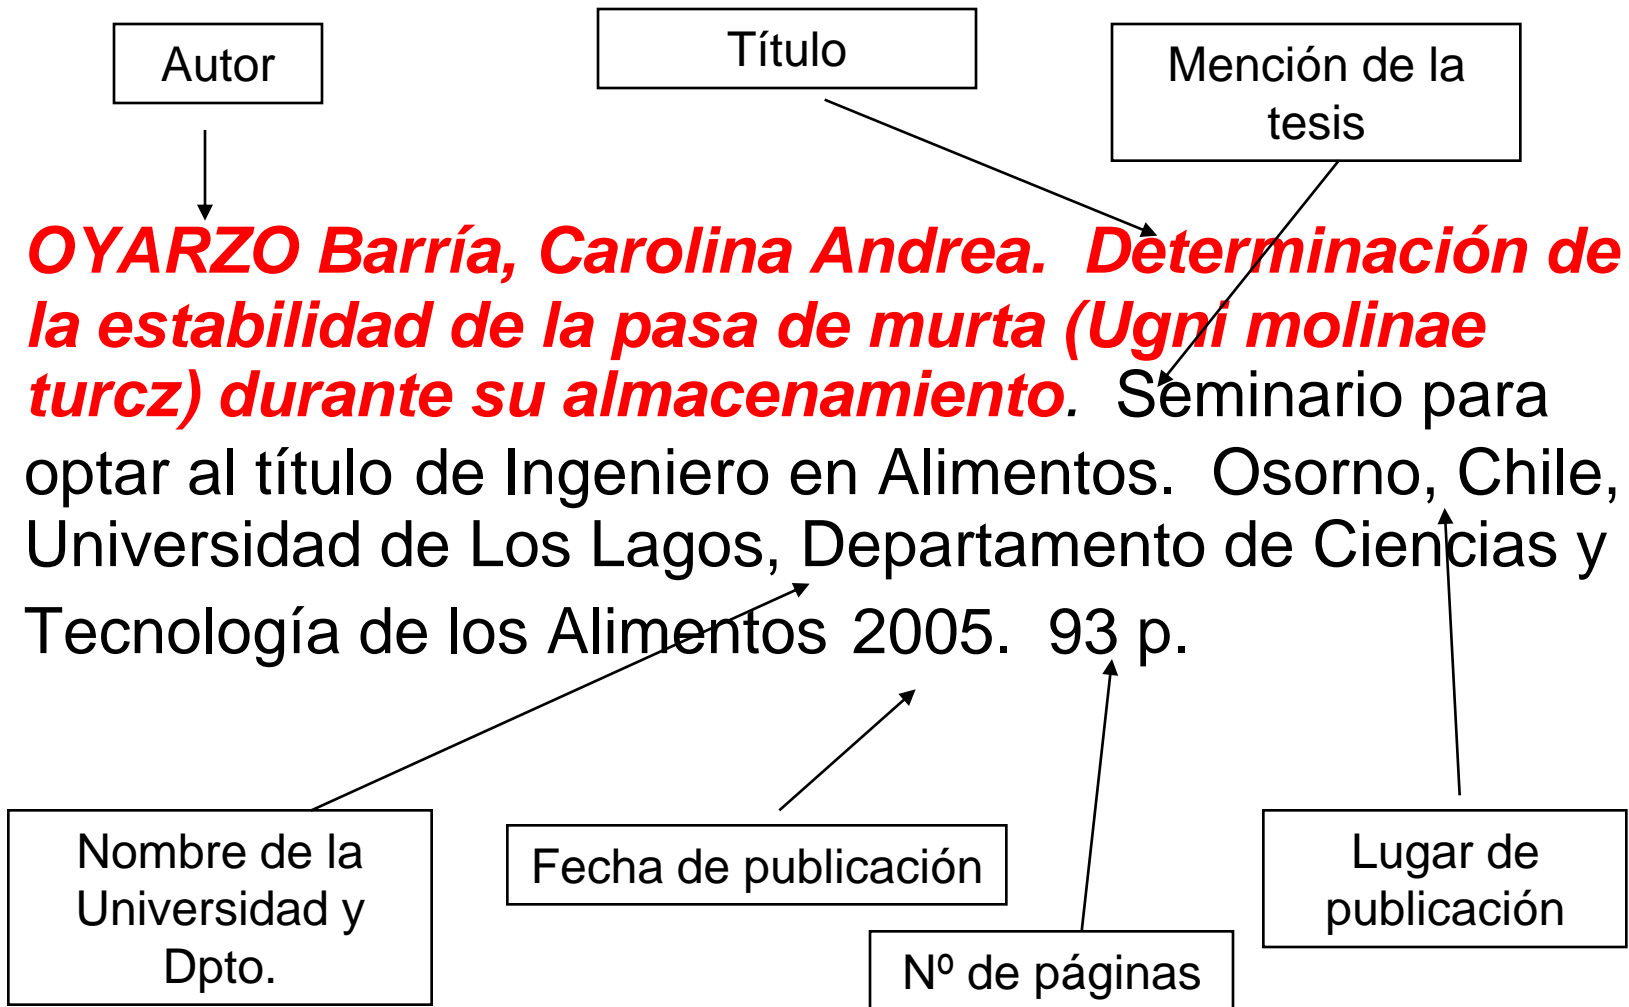 Autor
Título
Mención de la
tesis
OYARZO Barría, Carolina Andrea.  Determinación de
la estabilidad de la pasa de murta (Ugni molinae
turcz) durante su almacenamiento.  Seminario para
optar al título de Ingeniero en Alimentos.  Osorno, Chile,
Universidad de Los Lagos, Departamento de Ciencias y
Tecnología de los Alimentos 2005.  93 p.
Nombre de la
Universidad y
Dpto.
Fecha de publicación
Nº de páginas
Lugar de
publicación